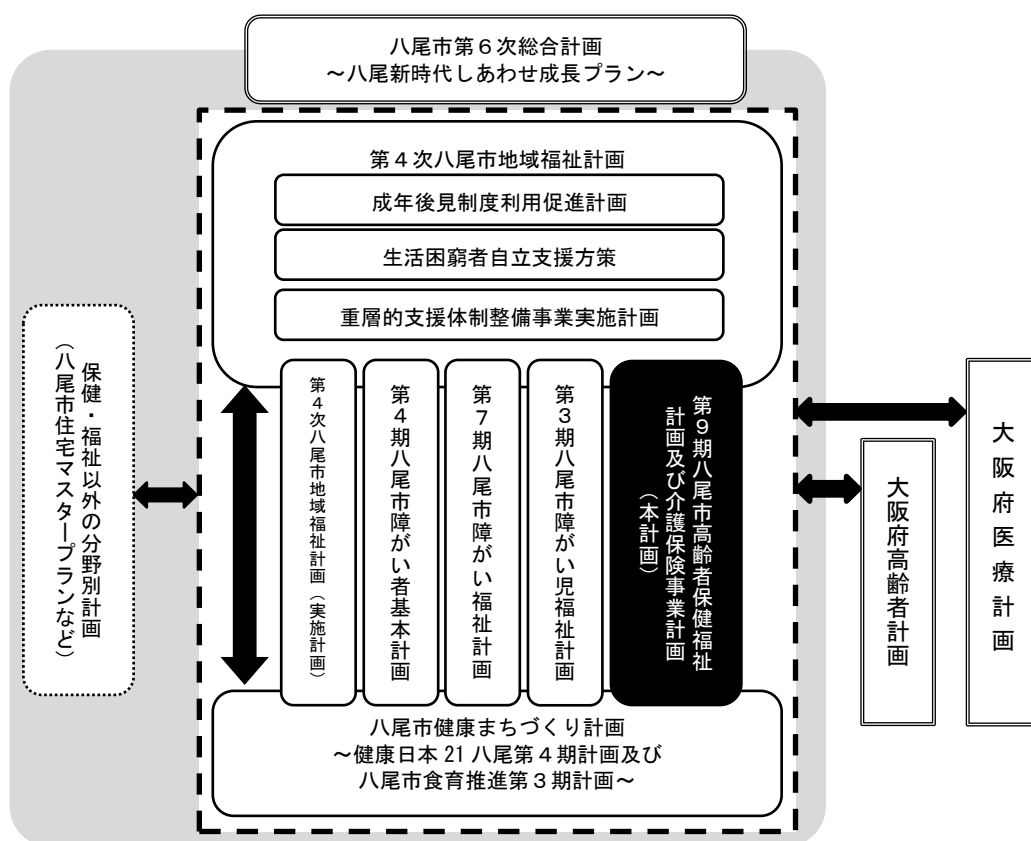 八尾市第６次総合計画
～八尾新時代しあわせ成長プラン～
第４次八尾市地域福祉計画
成年後見制度利用促進計画
生活困窮者自立支援方策
重層的支援体制整備事業実施計画
保健・福祉以外の分野別計画
（八尾市住宅マスタープランなど）
第４次八尾市地域福祉計画（実施計画）
第４期八尾市障がい者基本計画
第７期八尾市障がい福祉計画
第３期八尾市障がい児福祉計画
第９期八尾市高齢者保健福祉
計画及び介護保険事業計画
（本計画）
大阪府高齢者計画
大阪府医療計画
八尾市健康まちづくり計画
～健康日本 21 八尾第４期計画及び
八尾市食育推進第３期計画～